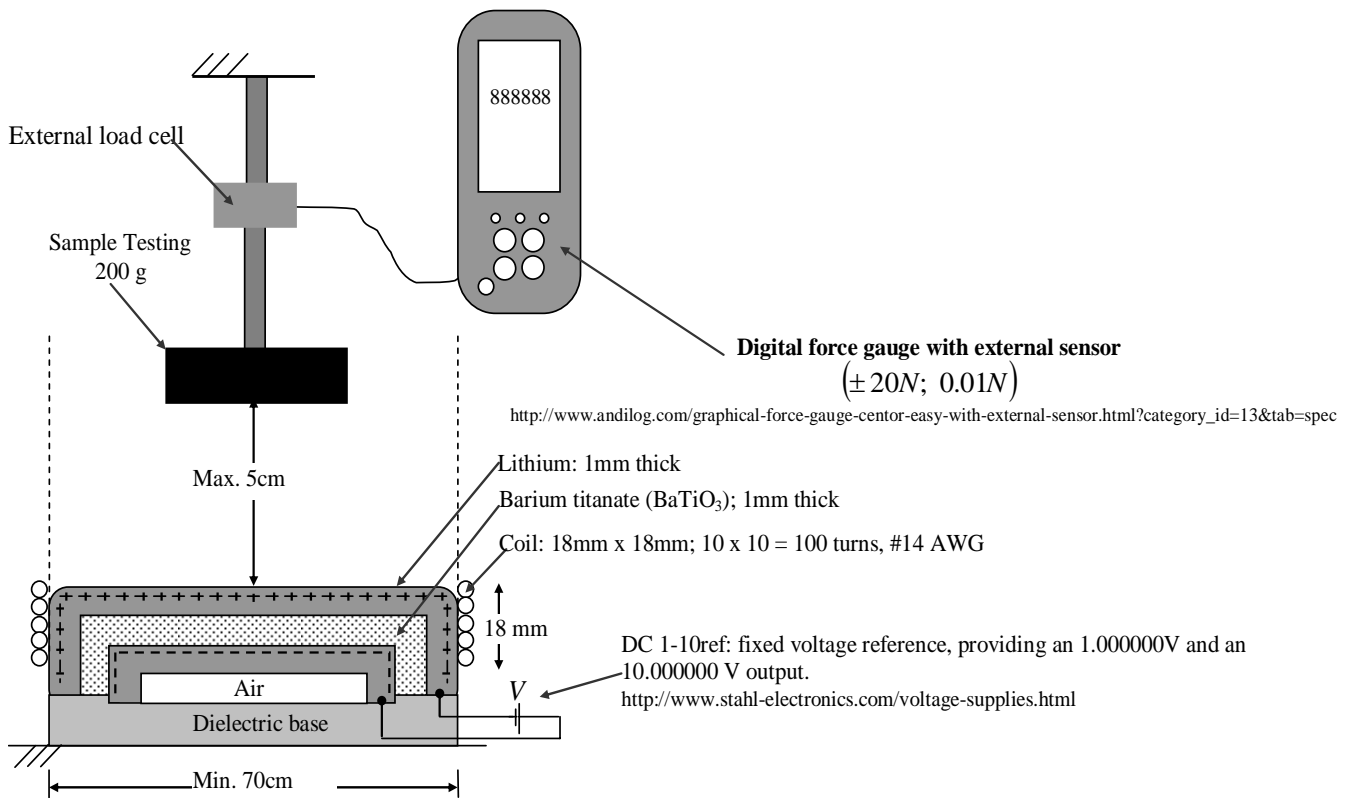 888888
External load cell
Sample Testing
200 g
Digital force gauge with external sensor
(± 20N; 0.01N)
http://www.andilog.com/graphical-force-gauge-centor-easy-with-external-sensor.html?category_id=13&tab=spec
Max. 5cm
Lithium: 1mm thick
Barium titanate (BaTiO₃); 1mm thick
Coil: 18mm x 18mm; 10 x 10 = 100 turns, #14 AWG
18 mm
DC 1-10ref: fixed voltage reference, providing an 1.000000V and an
10.000000 V output.
http://www.stahl-electronics.com/voltage-supplies.html
V
Air
Dielectric base
Min. 70cm